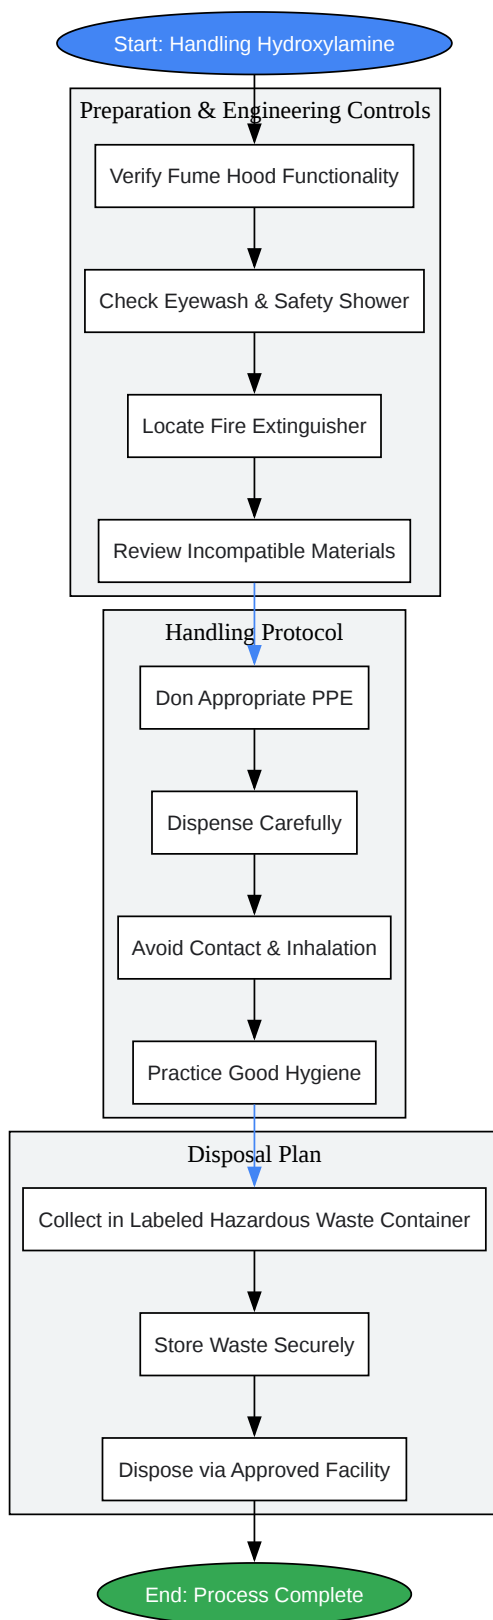 Start: Handling Hydroxylamine
Preparation & Engineering Controls
Verify Fume Hood Functionality
Check Eyewash & Safety Shower
Locate Fire Extinguisher
Review Incompatible Materials
Handling Protocol
Don Appropriate PPE
Dispense Carefully
Avoid Contact & Inhalation
Practice Good Hygiene
Disposal Plan
Collect in Labeled Hazardous Waste Container
Store Waste Securely
Dispose via Approved Facility
End: Process Complete